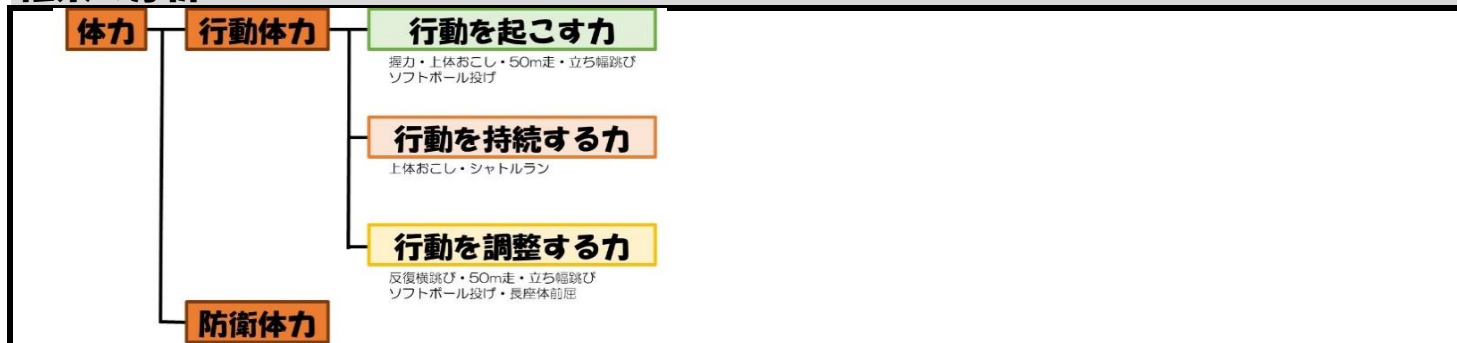 体力
行動体力
行動を起こす力
握力・上体おこし・50m走・立ち幅跳び
ソフトボール投げ
行動を持続する力
上体おこし・シャトルラン
行動を調整する力
反復横跳び・50m走・立ち幅跳び
ソフトボール投げ・長座体前屈
防衛体力